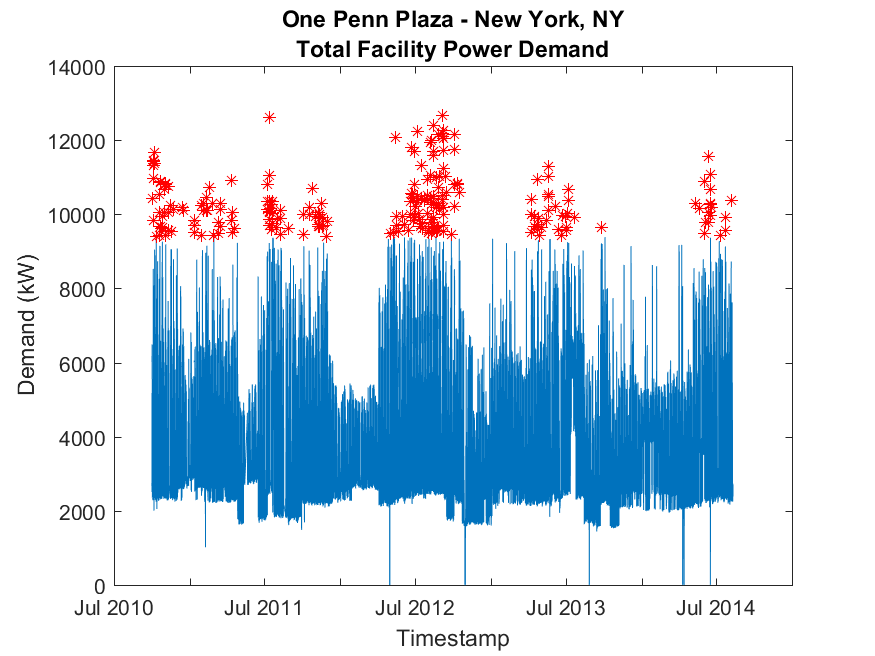 One Penn Plaza - New York, NY
Total Facility Power Demand
14000
12000
10000
8000
6000
4000
2000
0
Demand (kW)
Jul 2010 Jul 2011 Jul 2012 Jul 2013 Jul 2014
Timestamp